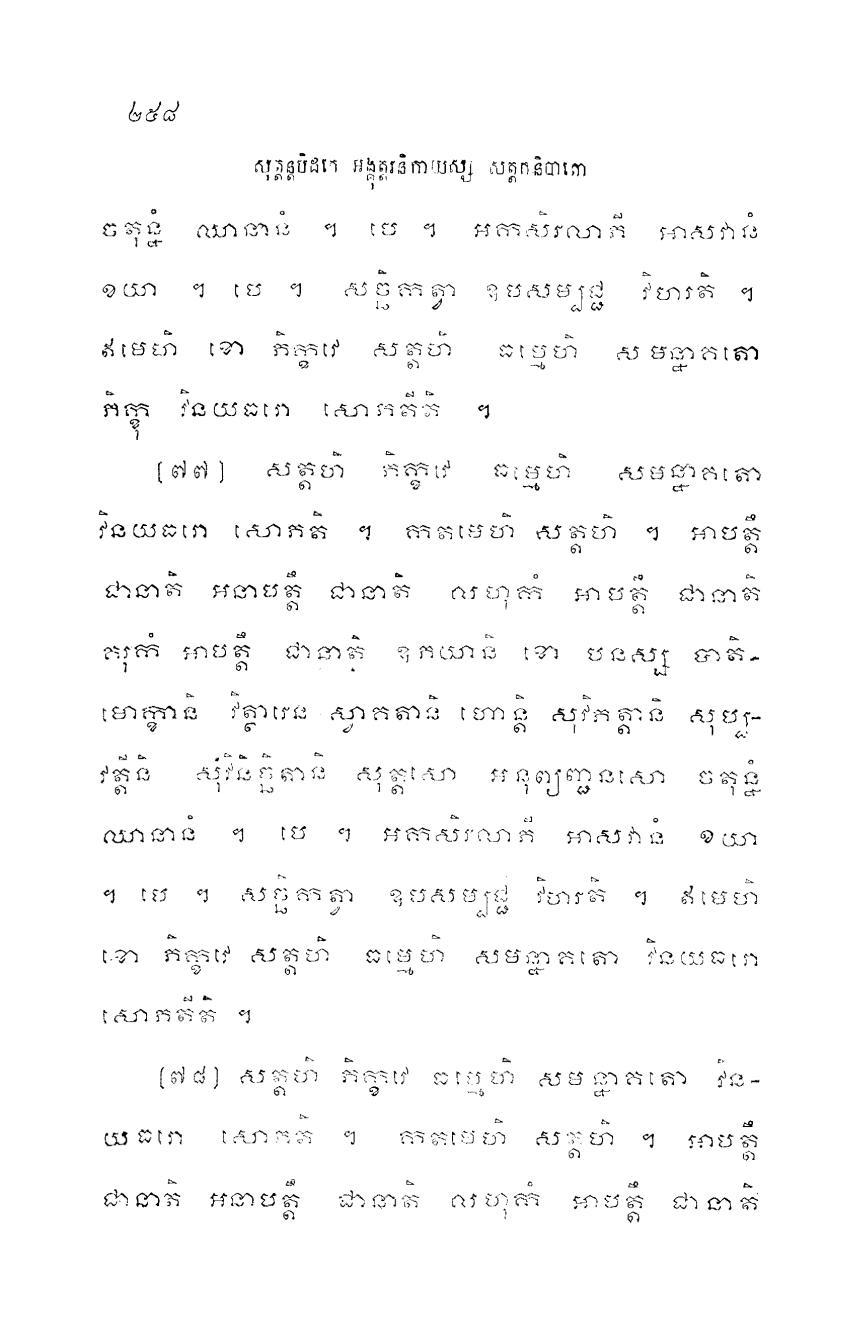 ២៥៨
សុត្តន្តបិដកេ អង្គុត្តរនិកាយស្ស សត្តកនិបាតោ
ចតុន្នំ ឈានានំ ។ បេ ។ អកសិរលាភី អាសវានំ
ខយា ។ បេ ។ សច្ឆិកត្វា ឧបសម្បជ្ជ វិហរតិ ។
ឥមេហិ ខោ ភិក្ខវេ សត្តហិ ធម្មេហិ សមន្នាគតោ
ភិក្ខុ វិនយធរោ សោភតីតិ ។
[៧៧] សត្តហិ ភិក្ខវេ ធម្មេហិ សមន្នាគតោ
វិនយធរោ សោភតិ ។ កតមេហិ សត្តហិ ។ អាបត្តឹ
ជានាតិ អនាបត្តឹ ជានាតិ លហុកំ អាបត្តឹ ជានាតិ
គរុកំ អាបត្តឹ ជានាតិ ឧភយានិ ខោ បនស្ស បាតិ-
មោក្ខានិ វិត្ថារេន ស្វាគតានិ ហោន្តិ សុវិភត្តានិ សុប្ប-
វត្តីនិ សុវិនិច្ឆិតានិ សុត្តសោ អនុព្យញ្ជនសោ ចតុន្នំ
ឈានានំ ។ បេ ។ អកសិរលាភី អាសវានំ ខយា
។ បេ ។ សច្ឆិកត្វា ឧបសម្បជ្ជ វិហរតិ ។ ឥមេហិ
ខោ ភិក្ខវេ សត្តហិ ធម្មេហិ សមន្នាគតោ វិនយធរោ
សោភតីតិ ។
[៧៨] សត្តហិ ភិក្ខវេ ធម្មេហិ សមន្នាគតោ វិន-
យធរោ សោភតិ ។ កតមេហិ សត្តហិ ។ អាបត្តឹ
ជានាតិ អនាបត្តឹ ជានាតិ លហុកំ អាបត្តឹ ជានាតិ